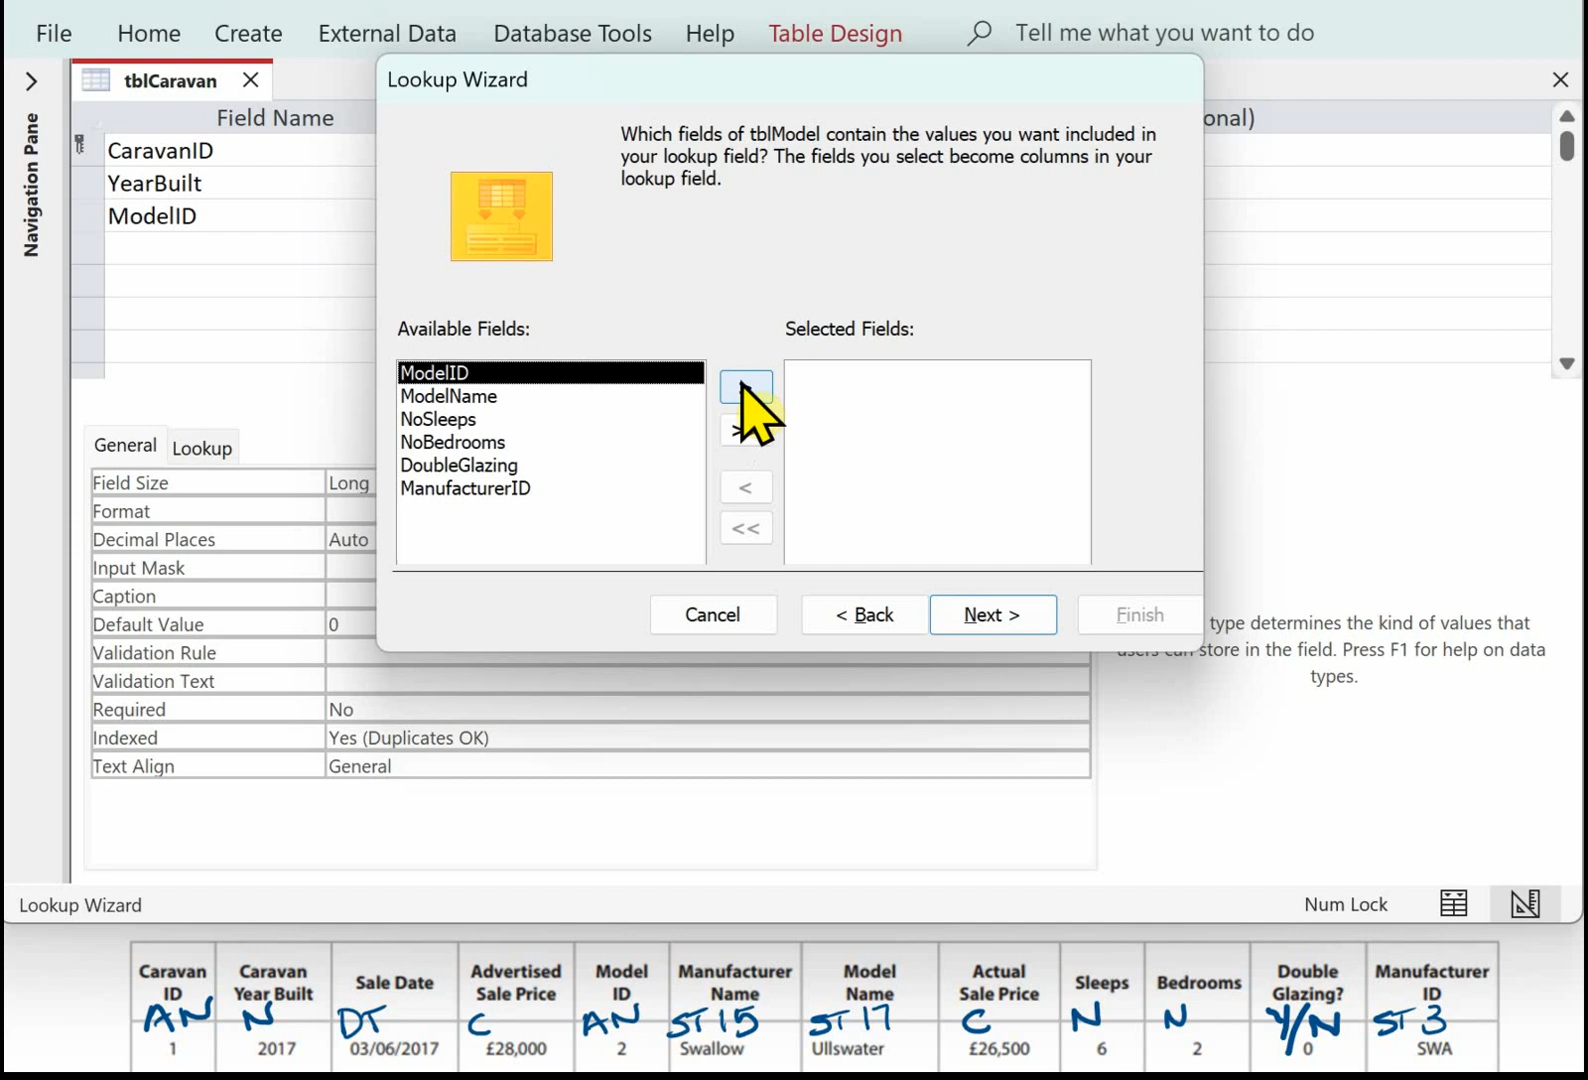 File Home Create External Data Database Tools Help Table Design Tell me what you want to do
tblCaravan
Navigation Pane
Field Name
CaravanID
YearBuilt
ModelID
onal)
Lookup Wizard
Which fields of tblModel contain the values you want included in
your lookup field? The fields you select become columns in your
lookup field.
Available Fields:
ModelID
ModelName
NoSleeps
NoBedrooms
DoubleGlazing
ManufacturerID
>
<
<<
Selected Fields:
Cancel < Back Next > Finish
General Lookup
Field Size Long
Format
Decimal Places Auto
Input Mask
Caption
Default Value 0
Validation Rule
Validation Text
Required No
Indexed Yes (Duplicates OK)
Text Align General
type determines the kind of values that
users can store in the field. Press F1 for help on data
types.
Lookup Wizard Num Lock
Caravan ID Caravan Year Built Sale Date Advertised Sale Price Model ID Manufacturer Name Model Name Actual Sale Price Sleeps Bedrooms Double Glazing? Manufacturer ID
AN N DT C AN ST15 ST17 C N N Y/N ST3
1 2017 03/06/2017 £28,000 2 Swallow Ullswater £26,500 6 2 0 SWA